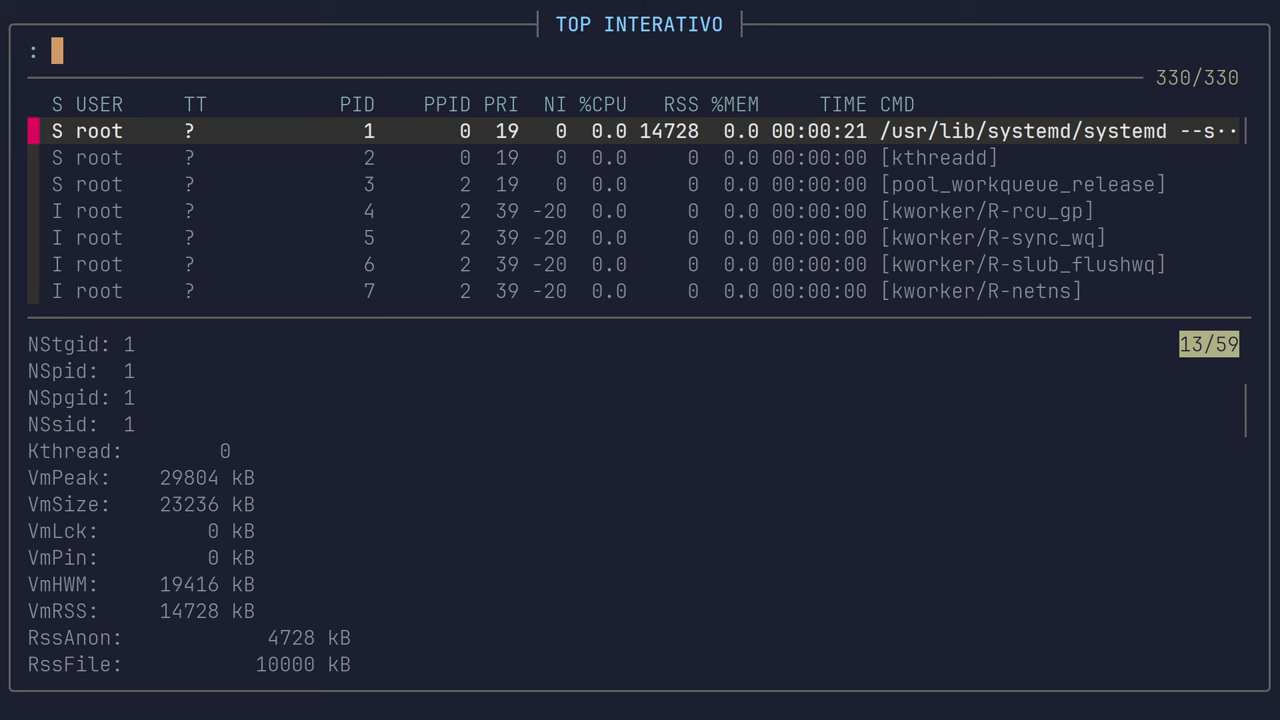 TOP INTERATIVO
:
330/330
S USER TT PID PPID PRI NI %CPU RSS %MEM TIME CMD
S root ? 1 0 19 0 0.0 14728 0.0 00:00:21 /usr/lib/systemd/systemd --s··
S root ? 2 0 19 0 0.0 0 0.0 00:00:00 [kthreadd]
S root ? 3 2 19 0 0.0 0 0.0 00:00:00 [pool_workqueue_release]
I root ? 4 2 39 -20 0.0 0 0.0 00:00:00 [kworker/R-rcu_gp]
I root ? 5 2 39 -20 0.0 0 0.0 00:00:00 [kworker/R-sync_wq]
I root ? 6 2 39 -20 0.0 0 0.0 00:00:00 [kworker/R-slub_flushwq]
I root ? 7 2 39 -20 0.0 0 0.0 00:00:00 [kworker/R-netns]
NStgid: 1 13/59
NSpid: 1
NSpgid: 1
NSsid: 1
Kthread: 0
VmPeak: 29804 kB
VmSize: 23236 kB
VmLck: 0 kB
VmPin: 0 kB
VmHWM: 19416 kB
VmRSS: 14728 kB
RssAnon: 4728 kB
RssFile: 10000 kB